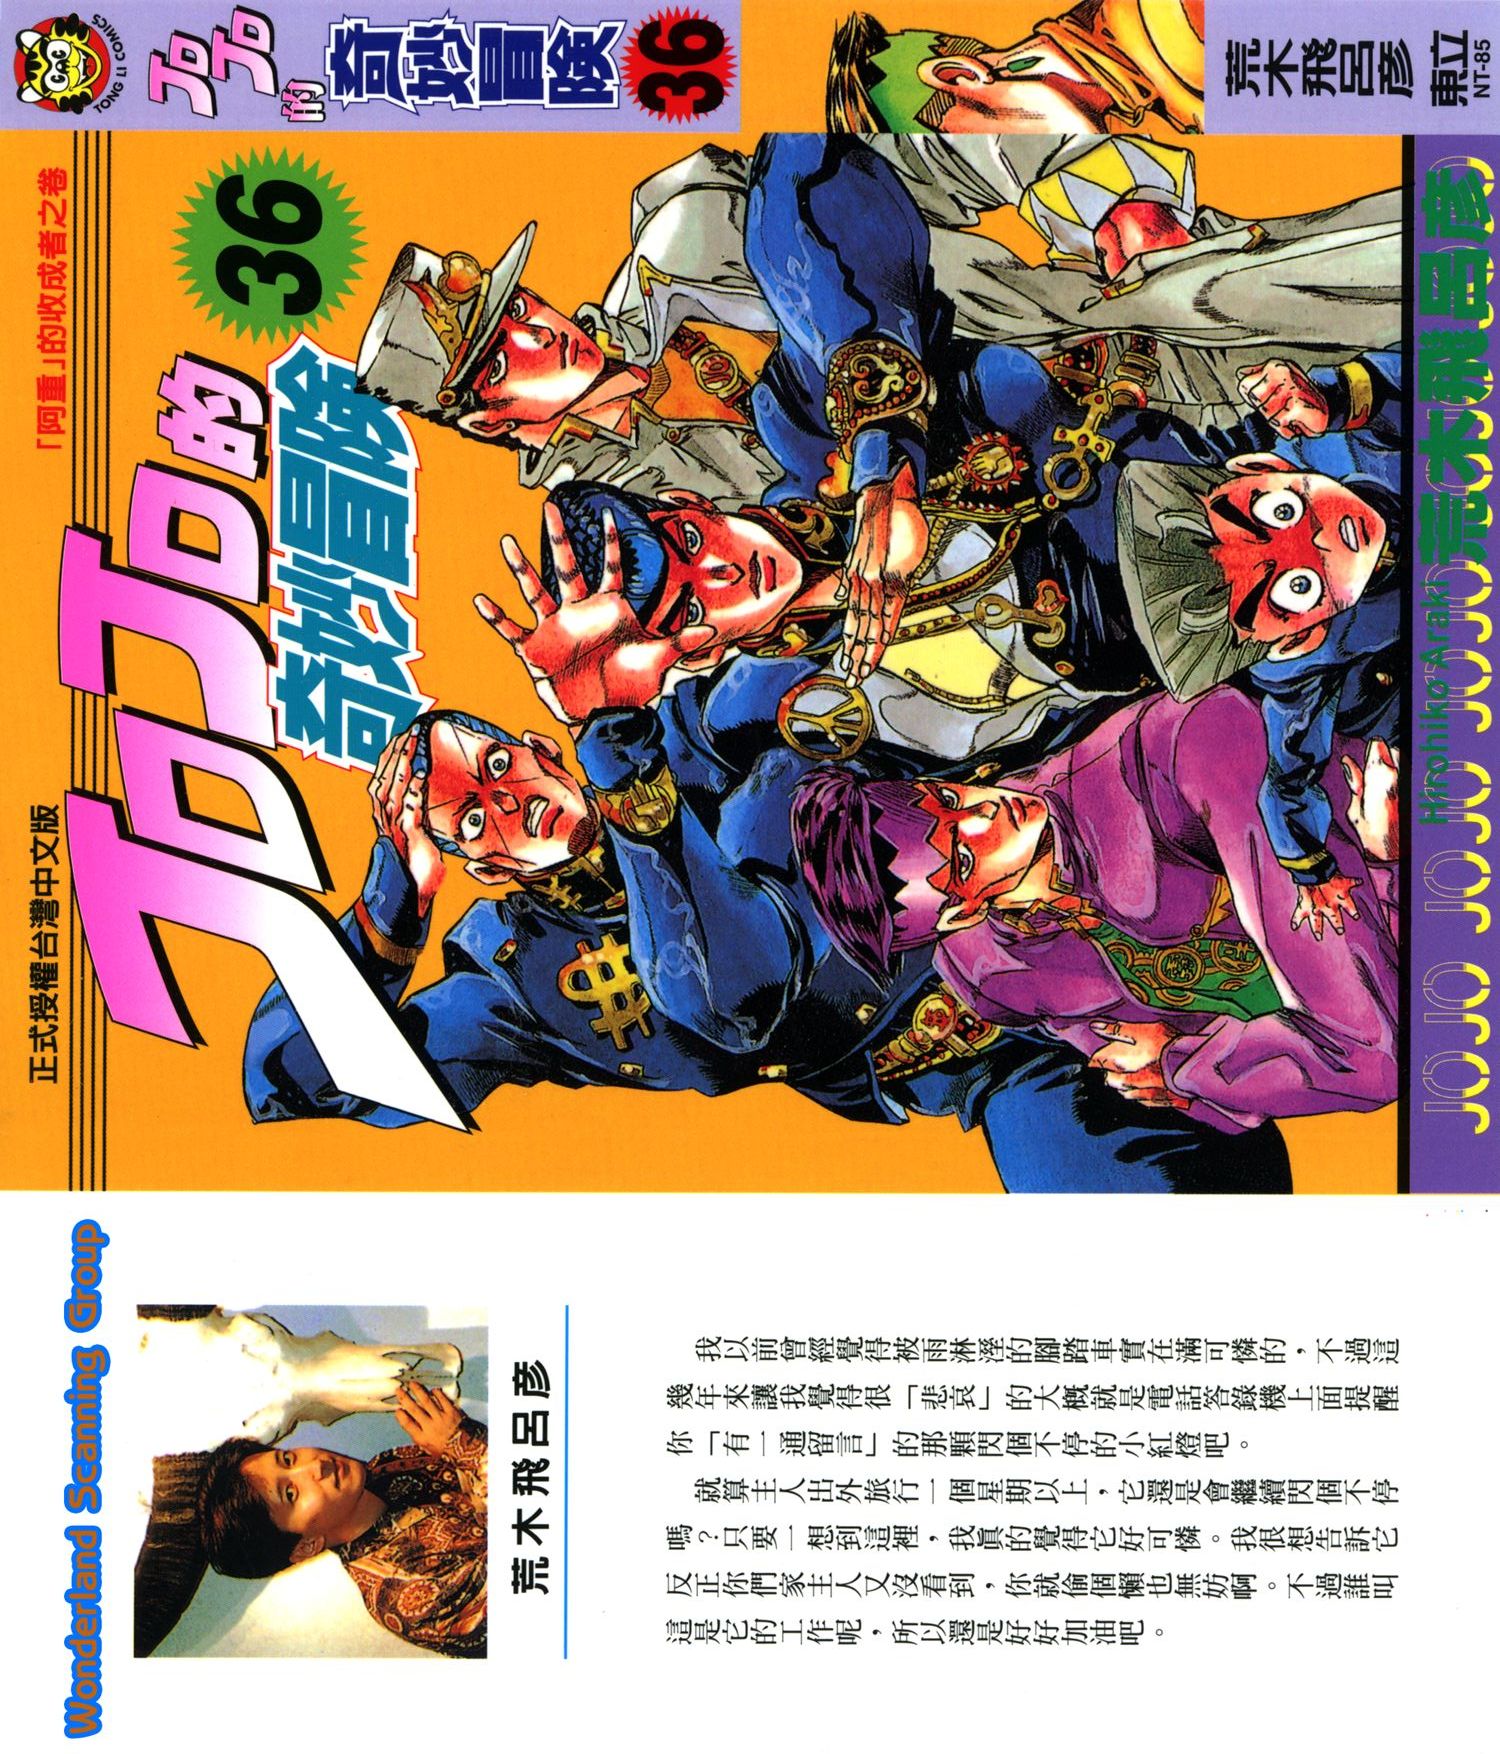 TONG LI COMICS
JOJO的
奇妙冒險
36
荒木飛呂彥
東立
NT-85
「阿重」的收成者之卷
36
JOJO的
奇妙冒險
正式授權台灣中文版
荒木飛呂彥
Hirohiko Araki
JOJO JOJO JOJO JOJO
Wonderland Scanning Group
荒木飛呂彥
我以前曾經覺得被雨淋溼的腳踏車實在滿可憐的，不過這
幾年來讓我覺得很「悲哀」的大概就是電話答錄機上面提醒
你「有一通留言」的那顆閃個不停的小紅燈吧。
就算主人出外旅行一個星期以上，它還是會繼續閃個不停
嗎？只要一想到這裡，我真的覺得它好可憐。我很想告訴它
反正你們家主人又沒看到，你就偷個懶也無妨啊。不過誰叫
這是它的工作呢，所以還是好好加油吧。